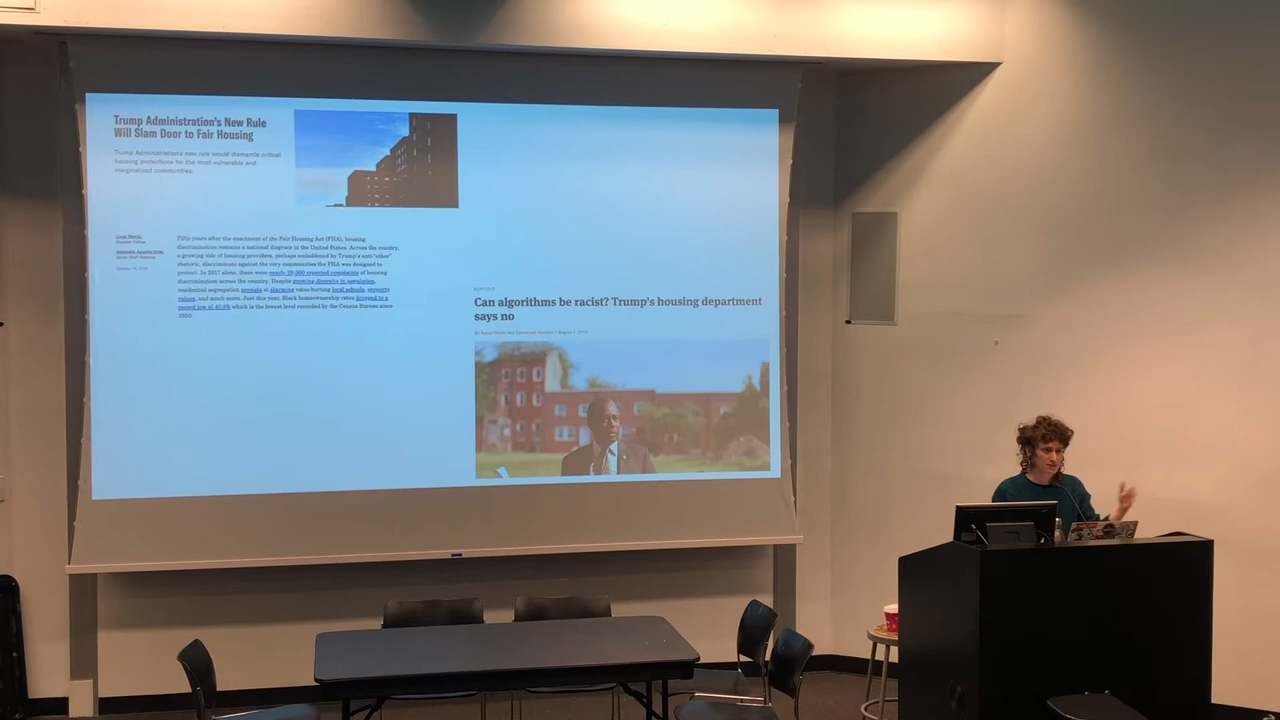 Trump Administration's New Rule
Will Slam Door to Fair Housing
Trump Administration's new rule would dismantle critical
housing protections for the most vulnerable and
marginalized communities.
Fifty years after the enactment of the Fair Housing Act (FHA), housing
discrimination remains a national disgrace in the United States. Across the country,
a growing tide of housing providers, perhaps emboldened by Trump's anti-"other"
rhetoric, discriminate against the very communities the FHA was designed to
protect. In 2017 alone, there were nearly 29,000 reported complaints of housing
discrimination across the country. Despite growing diversity in population,
residential segregation persists at alarming rates hurting local schools, property
values, and much more. Just this year, Black homeownership rates dropped to a
record low of 40.6% which is the lowest level recorded by the Census Bureau since
1950.
Can algorithms be racist? Trump's housing department
says no